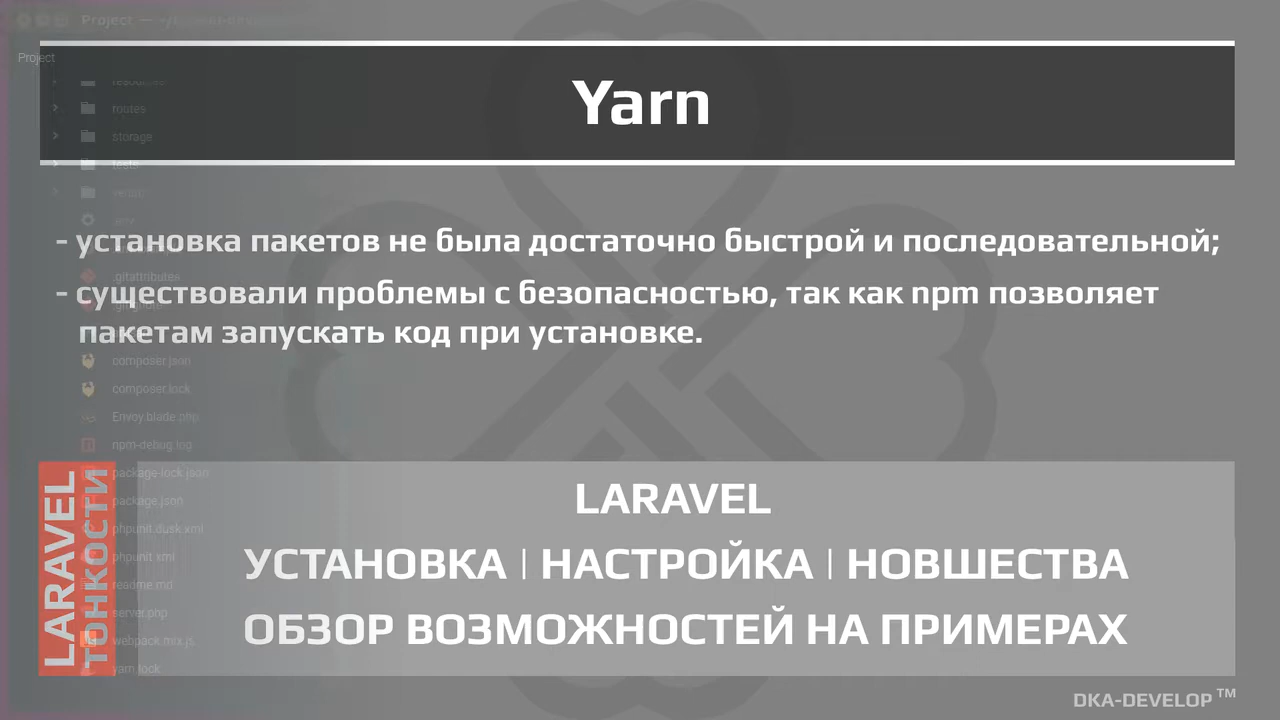 Project —
Project
Yarn
routes
storage
tests
- установка пакетов не была достаточно быстрой и последовательной;
.gitattributes
- существовали проблемы с безопасностью, так как npm позволяет
пакетам запускать код при установке.
composer.json
composer.lock
Envoy.blade.php
npm-debug.log
package-lock.json
package.json
phpunit.dusk.xml
phpunit.xml
readme.md
server.php
webpack.mix.js
yarn.lock
LARAVEL
ТОНКОСТИ
LARAVEL
УСТАНОВКА | НАСТРОЙКА | НОВШЕСТВА
ОБЗОР ВОЗМОЖНОСТЕЙ НА ПРИМЕРАХ
DKA-DEVELOP™